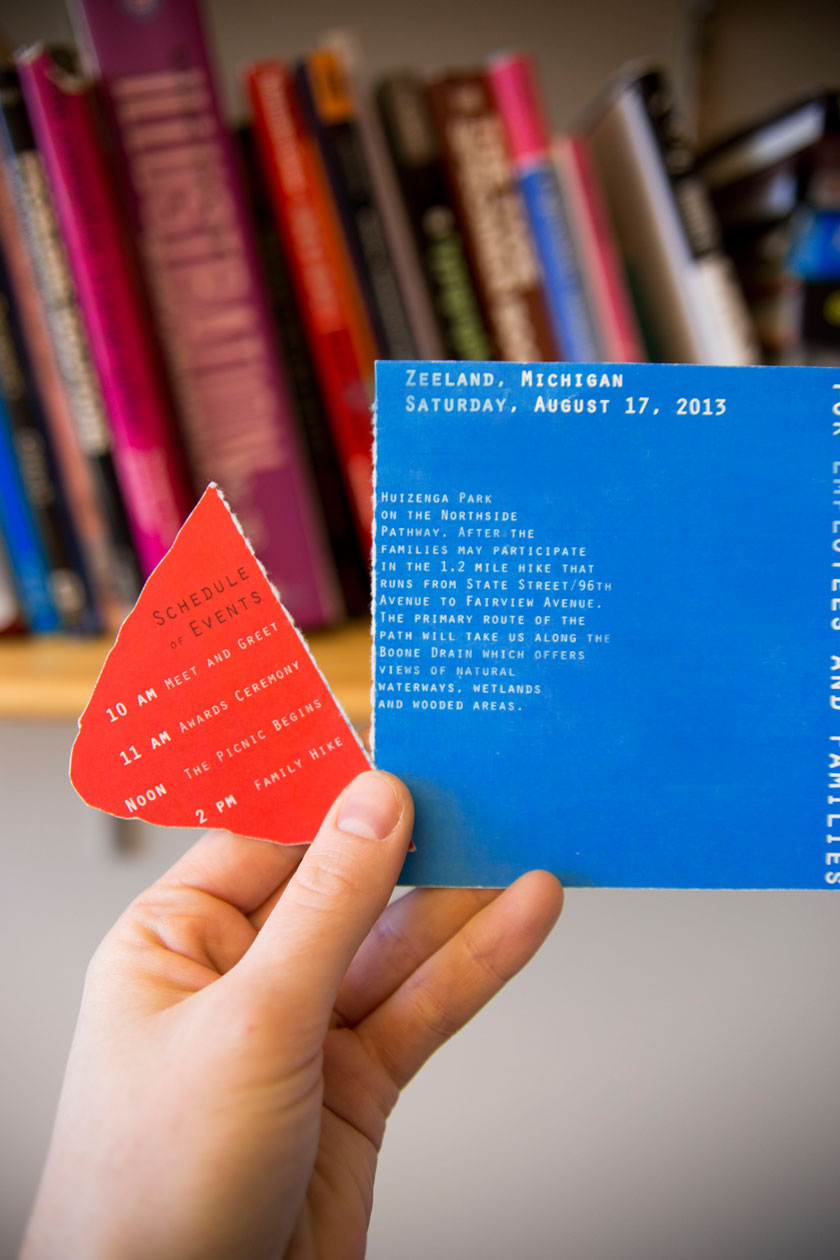 Zeeland, Michigan
Saturday, August 17, 2013
Huizenga Park
on the Northside
Pathway. After the
families may participate
in the 1.2 mile hike that
runs from State Street/96th
Avenue to Fairview Avenue.
The primary route of the
path will take us along the
Boone Drain which offers
views of natural
waterways, wetlands
and wooded areas.
for employees and families
Schedule
of Events
10 am Meet and Greet
11 am Awards Ceremony
Noon The Picnic Begins
2 pm Family Hike